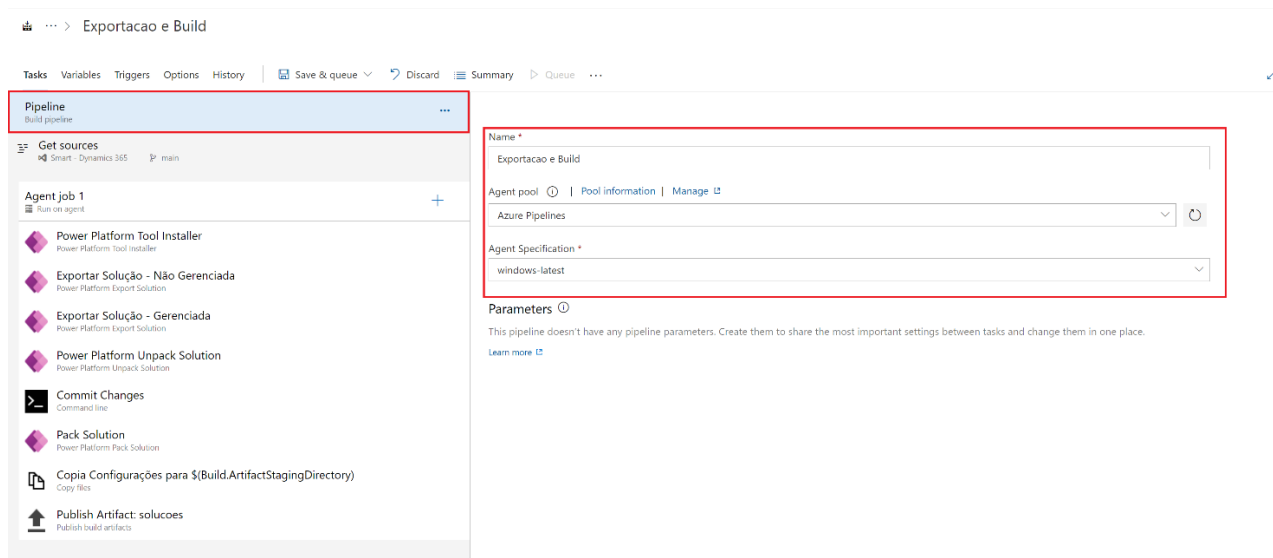 ··· > Exportacao e Build
Tasks Variables Triggers Options History Save & queue Discard Summary Queue ···
Pipeline
Build pipeline
···
Get sources
Smart - Dynamics 365 main
Agent job 1
Run on agent
+
Power Platform Tool Installer
Power Platform Tool Installer
Exportar Solução - Não Gerenciada
Power Platform Export Solution
Exportar Solução - Gerenciada
Power Platform Export Solution
Power Platform Unpack Solution
Power Platform Unpack Solution
Commit Changes
Command line
Pack Solution
Power Platform Pack Solution
Copia Configurações para $(Build.ArtifactStagingDirectory)
Copy files
Publish Artifact: solucoes
Publish build artifacts
Name *
Exportacao e Build
Agent pool | Pool information | Manage
Azure Pipelines
Agent Specification *
windows-latest
Parameters
This pipeline doesn't have any pipeline parameters. Create them to share the most important settings between tasks and change them in one place.
Learn more